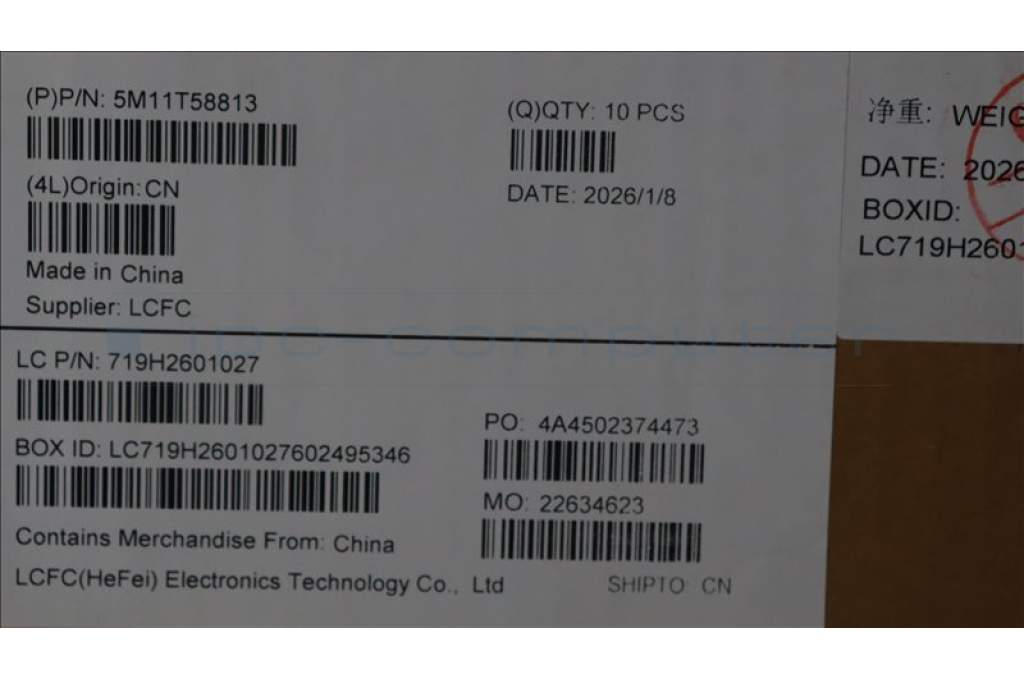 (P)P/N: 5M11T58813
(Q)QTY: 10 PCS
(4L)Origin:CN
DATE: 2026/1/8
Made in China
Supplier: LCFC
净重: WEIG
DATE: 2026
BOXID:
LC719H2601
ipc-computer
LC P/N: 719H2601027
BOX ID: LC719H2601027602495346
PO: 4A4502374473
MO: 22634623
Contains Merchandise From: China
LCFC(HeFei) Electronics Technology Co., Ltd
SHIPTO CN